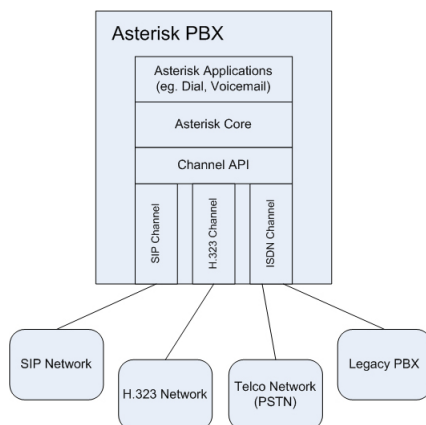 Asterisk PBX
Asterisk Applications
(eg. Dial, Voicemail)
Asterisk Core
Channel API
SIP Channel
H.323 Channel
ISDN Channel
SIP Network
H.323 Network
Telco Network
(PSTN)
Legacy PBX